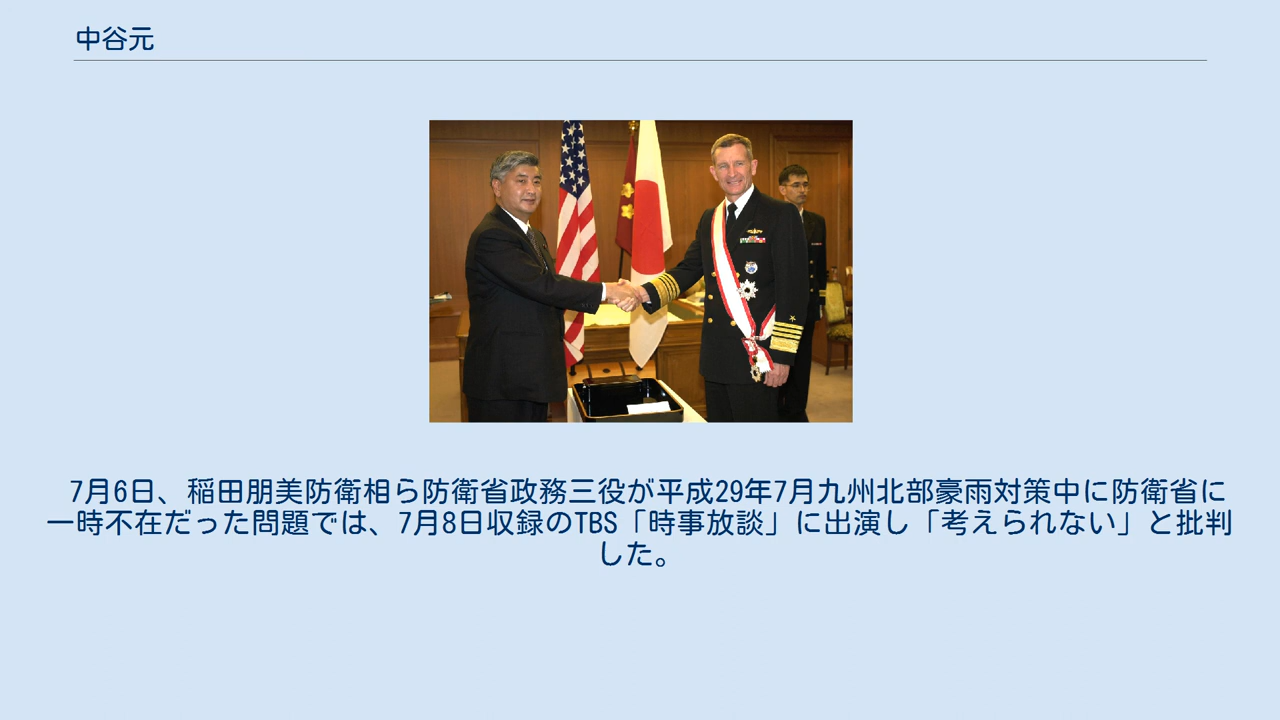 中谷元
7月6日、稲田朋美防衛相ら防衛省政務三役が平成29年7月九州北部豪雨対策中に防衛省に
一時不在だった問題では、7月8日収録のTBS「時事放談」に出演し「考えられない」と批判
した。